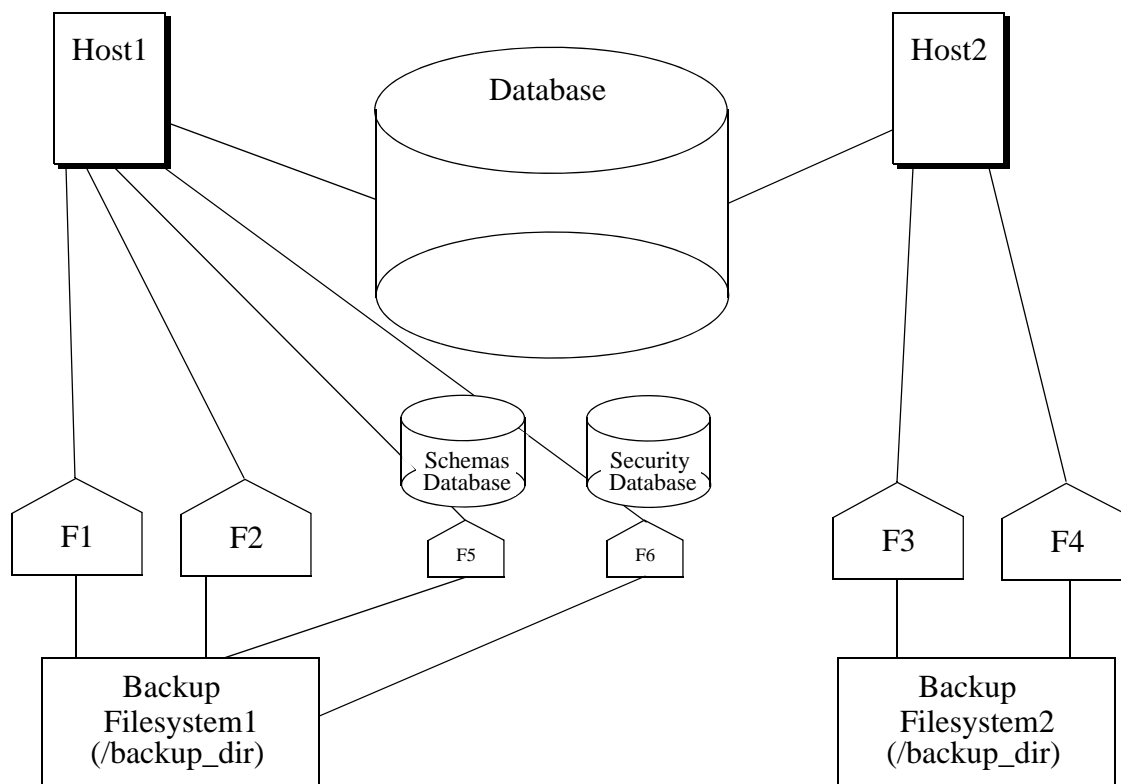 Host1
Database
Host2
Schemas
Database
Security
Database
F1
F2
F5
F6
F3
F4
Backup
Filesystem1
(/backup_dir)
Backup
Filesystem2
(/backup_dir)